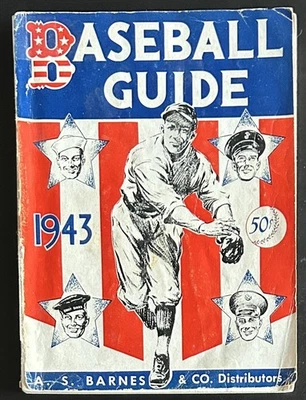 BASEBALL
GUIDE
1943
50¢
A. S. BARNES & CO. Distributors